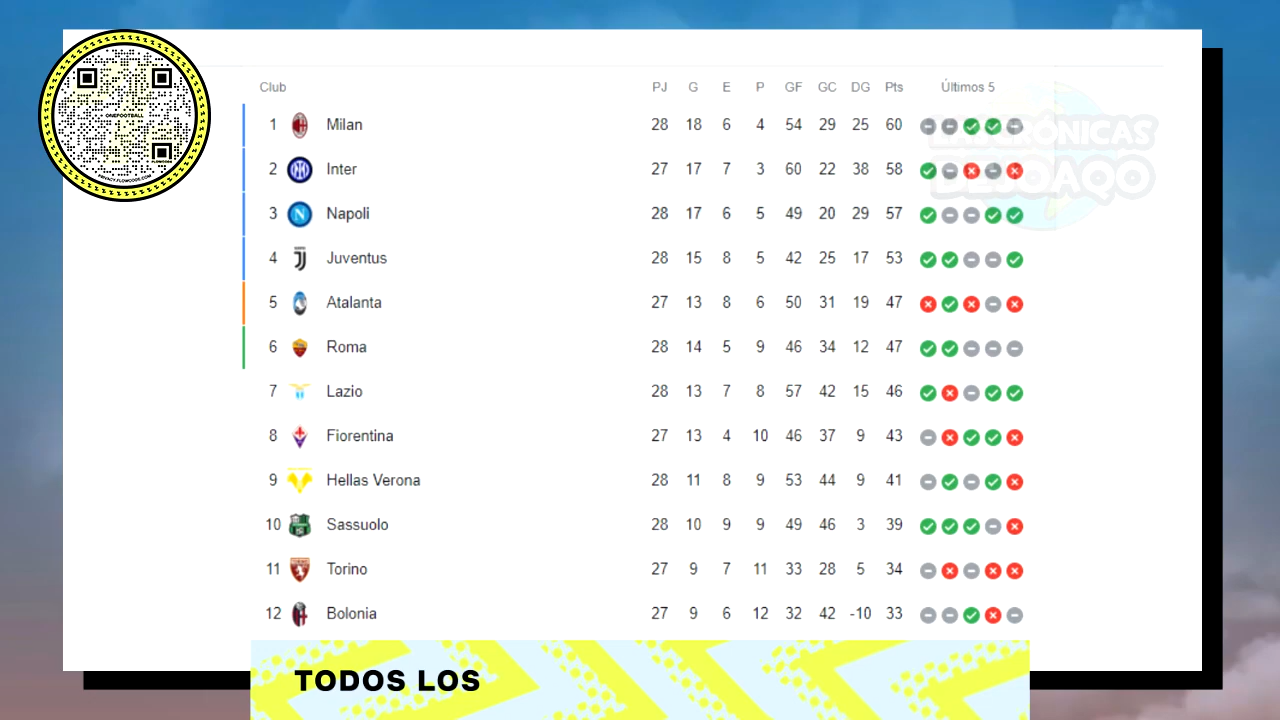 ONEFOOTBALL
PRIVACY.FLOWCODE.COM
FLOWCODE
Club PJ G E P GF GC DG Pts Últimos 5
1 Milan 28 18 6 4 54 29 25 60
2 Inter 27 17 7 3 60 22 38 58
3 Napoli 28 17 6 5 49 20 29 57
4 Juventus 28 15 8 5 42 25 17 53
5 Atalanta 27 13 8 6 50 31 19 47
6 Roma 28 14 5 9 46 34 12 47
7 Lazio 28 13 7 8 57 42 15 46
8 Fiorentina 27 13 4 10 46 37 9 43
9 Hellas Verona 28 11 8 9 53 44 9 41
10 Sassuolo 28 10 9 9 49 46 3 39
11 Torino 27 9 7 11 33 28 5 34
12 Bolonia 27 9 6 12 32 42 -10 33
DEJOAQO
TODOS LOS